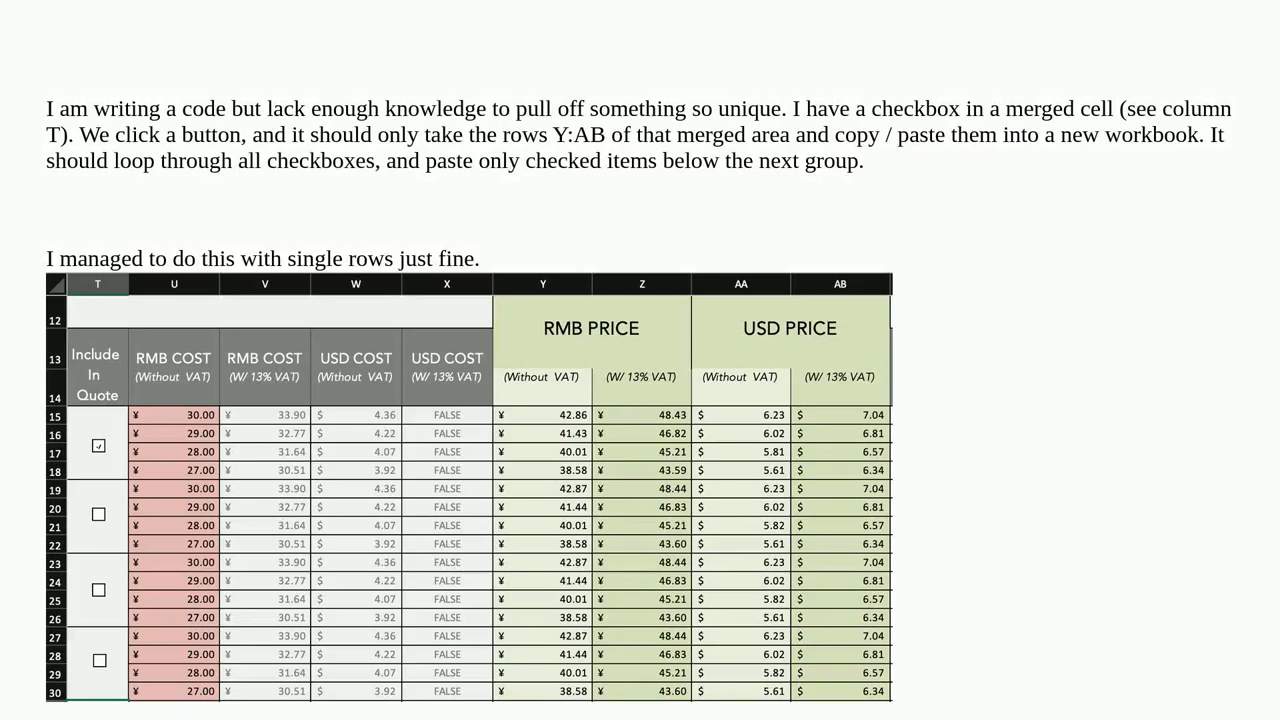 I am writing a code but lack enough knowledge to pull off something so unique. I have a checkbox in a merged cell (see column
T). We click a button, and it should only take the rows Y:AB of that merged area and copy / paste them into a new workbook. It
should loop through all checkboxes, and paste only checked items below the next group.
I managed to do this with single rows just fine.
T U V W X Y Z AA AB
12 RMB PRICE USD PRICE
13 Include In Quote RMB COST RMB COST USD COST USD COST
14 (Without VAT) (W/ 13% VAT) (Without VAT) (W/ 13% VAT) (Without VAT) (W/ 13% VAT) (Without VAT) (W/ 13% VAT)
15 ¥ 30.00 ¥ 33.90 $ 4.36 FALSE ¥ 42.86 ¥ 48.43 $ 6.23 $ 7.04
16 ¥ 29.00 ¥ 32.77 $ 4.22 FALSE ¥ 41.43 ¥ 46.82 $ 6.02 $ 6.81
17 ¥ 28.00 ¥ 31.64 $ 4.07 FALSE ¥ 40.01 ¥ 45.21 $ 5.81 $ 6.57
18 ¥ 27.00 ¥ 30.51 $ 3.92 FALSE ¥ 38.58 ¥ 43.59 $ 5.61 $ 6.34
19 ¥ 30.00 ¥ 33.90 $ 4.36 FALSE ¥ 42.87 ¥ 48.44 $ 6.23 $ 7.04
20 ¥ 29.00 ¥ 32.77 $ 4.22 FALSE ¥ 41.44 ¥ 46.83 $ 6.02 $ 6.81
21 ¥ 28.00 ¥ 31.64 $ 4.07 FALSE ¥ 40.01 ¥ 45.21 $ 5.82 $ 6.57
22 ¥ 27.00 ¥ 30.51 $ 3.92 FALSE ¥ 38.58 ¥ 43.60 $ 5.61 $ 6.34
23 ¥ 30.00 ¥ 33.90 $ 4.36 FALSE ¥ 42.87 ¥ 48.44 $ 6.23 $ 7.04
24 ¥ 29.00 ¥ 32.77 $ 4.22 FALSE ¥ 41.44 ¥ 46.83 $ 6.02 $ 6.81
25 ¥ 28.00 ¥ 31.64 $ 4.07 FALSE ¥ 40.01 ¥ 45.21 $ 5.82 $ 6.57
26 ¥ 27.00 ¥ 30.51 $ 3.92 FALSE ¥ 38.58 ¥ 43.60 $ 5.61 $ 6.34
27 ¥ 30.00 ¥ 33.90 $ 4.36 FALSE ¥ 42.87 ¥ 48.44 $ 6.23 $ 7.04
28 ¥ 29.00 ¥ 32.77 $ 4.22 FALSE ¥ 41.44 ¥ 46.83 $ 6.02 $ 6.81
29 ¥ 28.00 ¥ 31.64 $ 4.07 FALSE ¥ 40.01 ¥ 45.21 $ 5.82 $ 6.57
30 ¥ 27.00 ¥ 30.51 $ 3.92 FALSE ¥ 38.58 ¥ 43.60 $ 5.61 $ 6.34